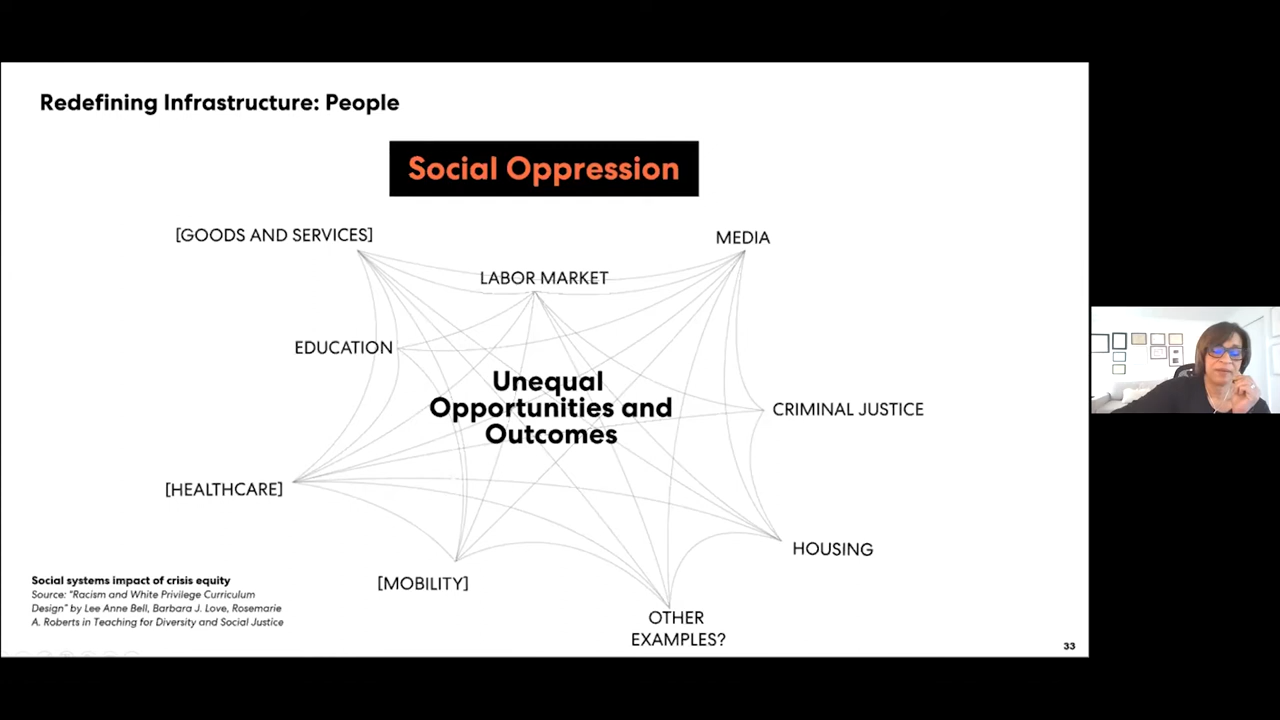 Redefining Infrastructure: People
Social Oppression
[GOODS AND SERVICES]
MEDIA
LABOR MARKET
EDUCATION
Unequal
Opportunities and
Outcomes
CRIMINAL JUSTICE
[HEALTHCARE]
HOUSING
[MOBILITY]
OTHER
EXAMPLES?
Social systems impact of crisis equity
Source: "Racism and White Privilege Curriculum
Design" by Lee Anne Bell, Barbara J. Love, Rosemarie
A. Roberts in Teaching for Diversity and Social Justice
33